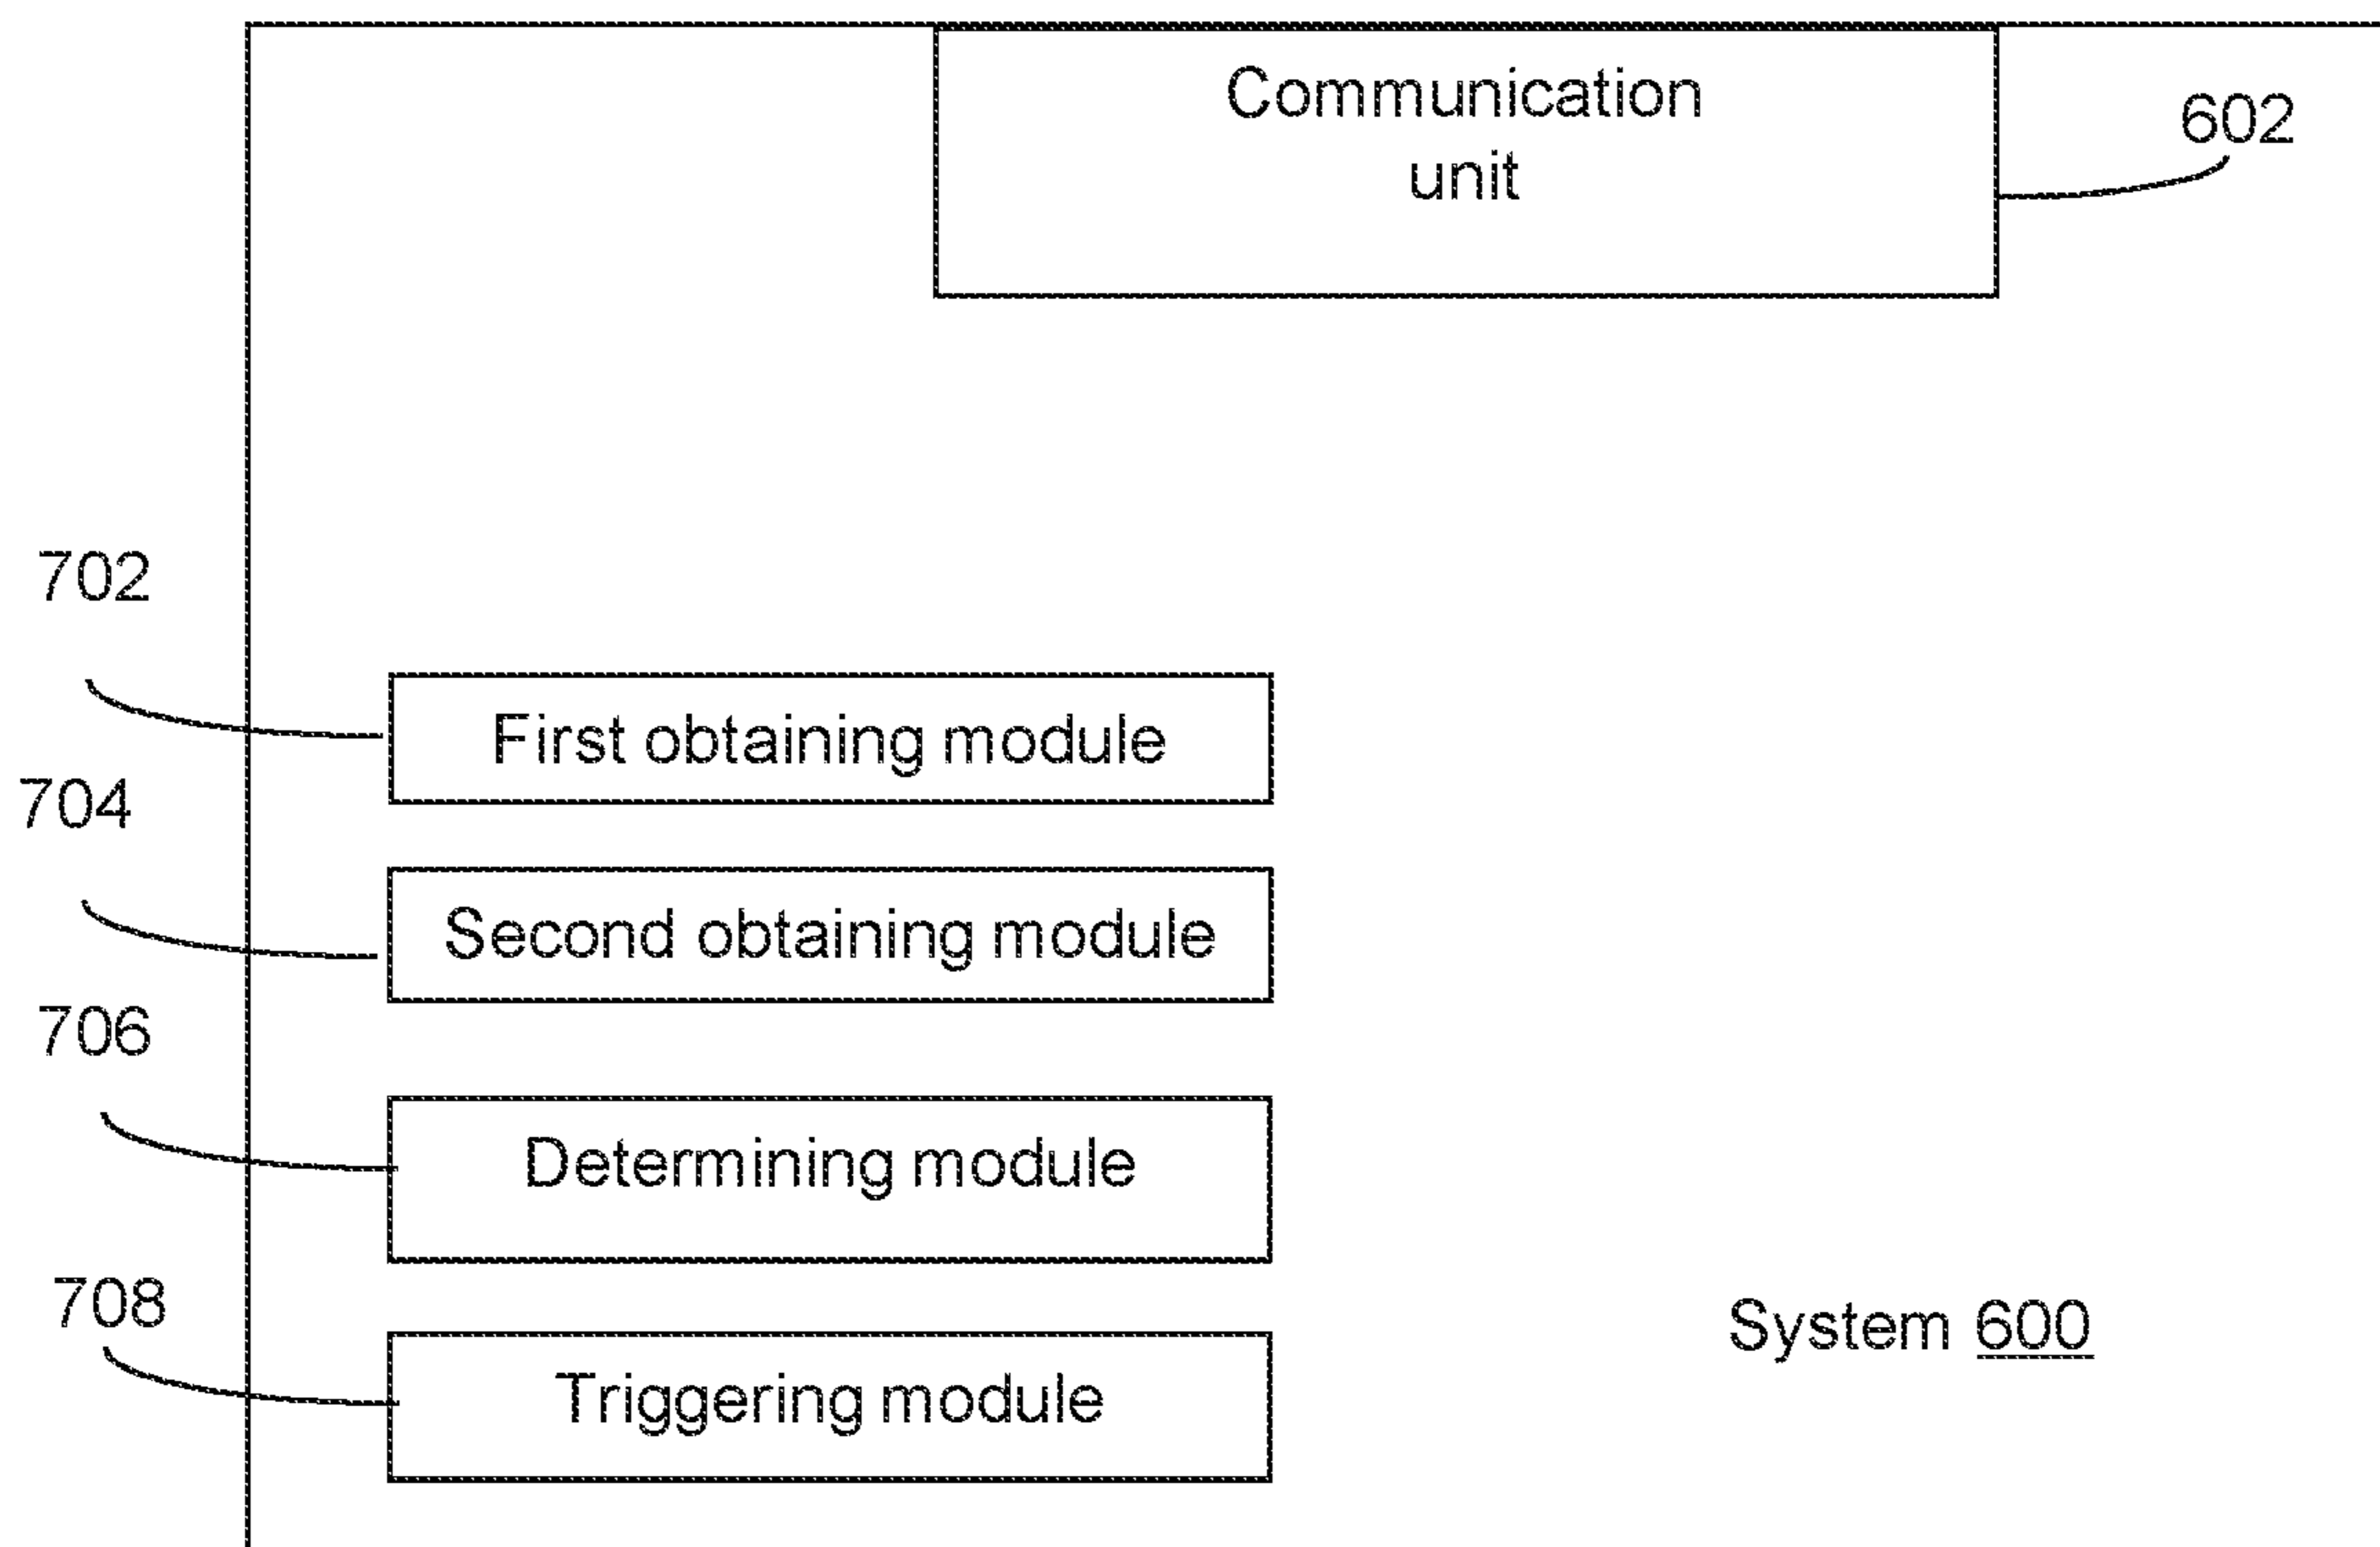 Communication
unit
602
702
First obtaining module
704
Second obtaining module
706
Determining module
708
Triggering module
System 600